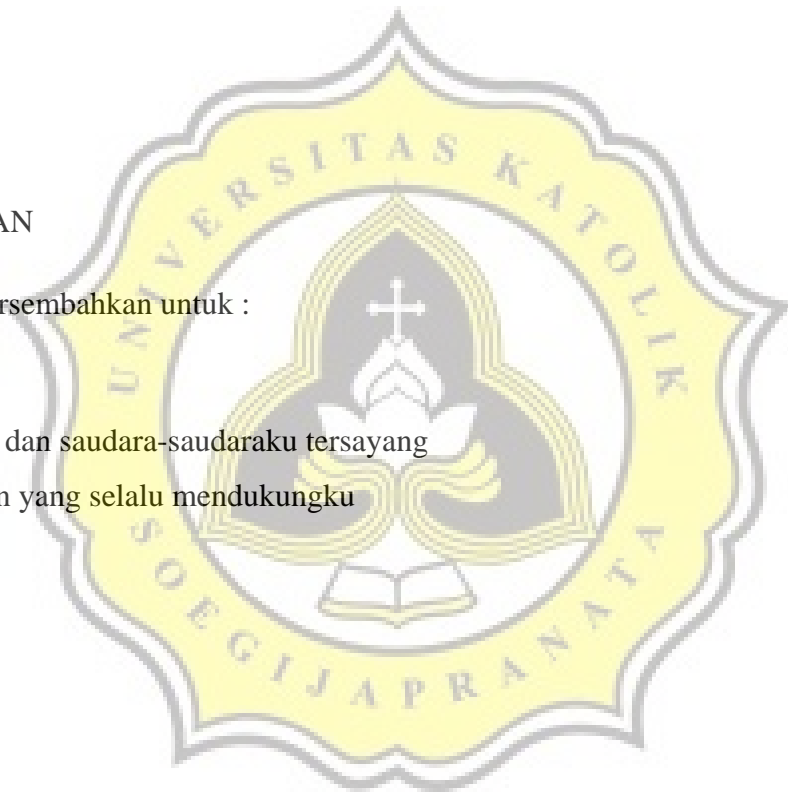 UNIVERSITAS KATOLIK
AN
rsembahkan untuk :
dan saudara-saudaraku tersayang
n yang selalu mendukungku
SOEGIJAPRANATA